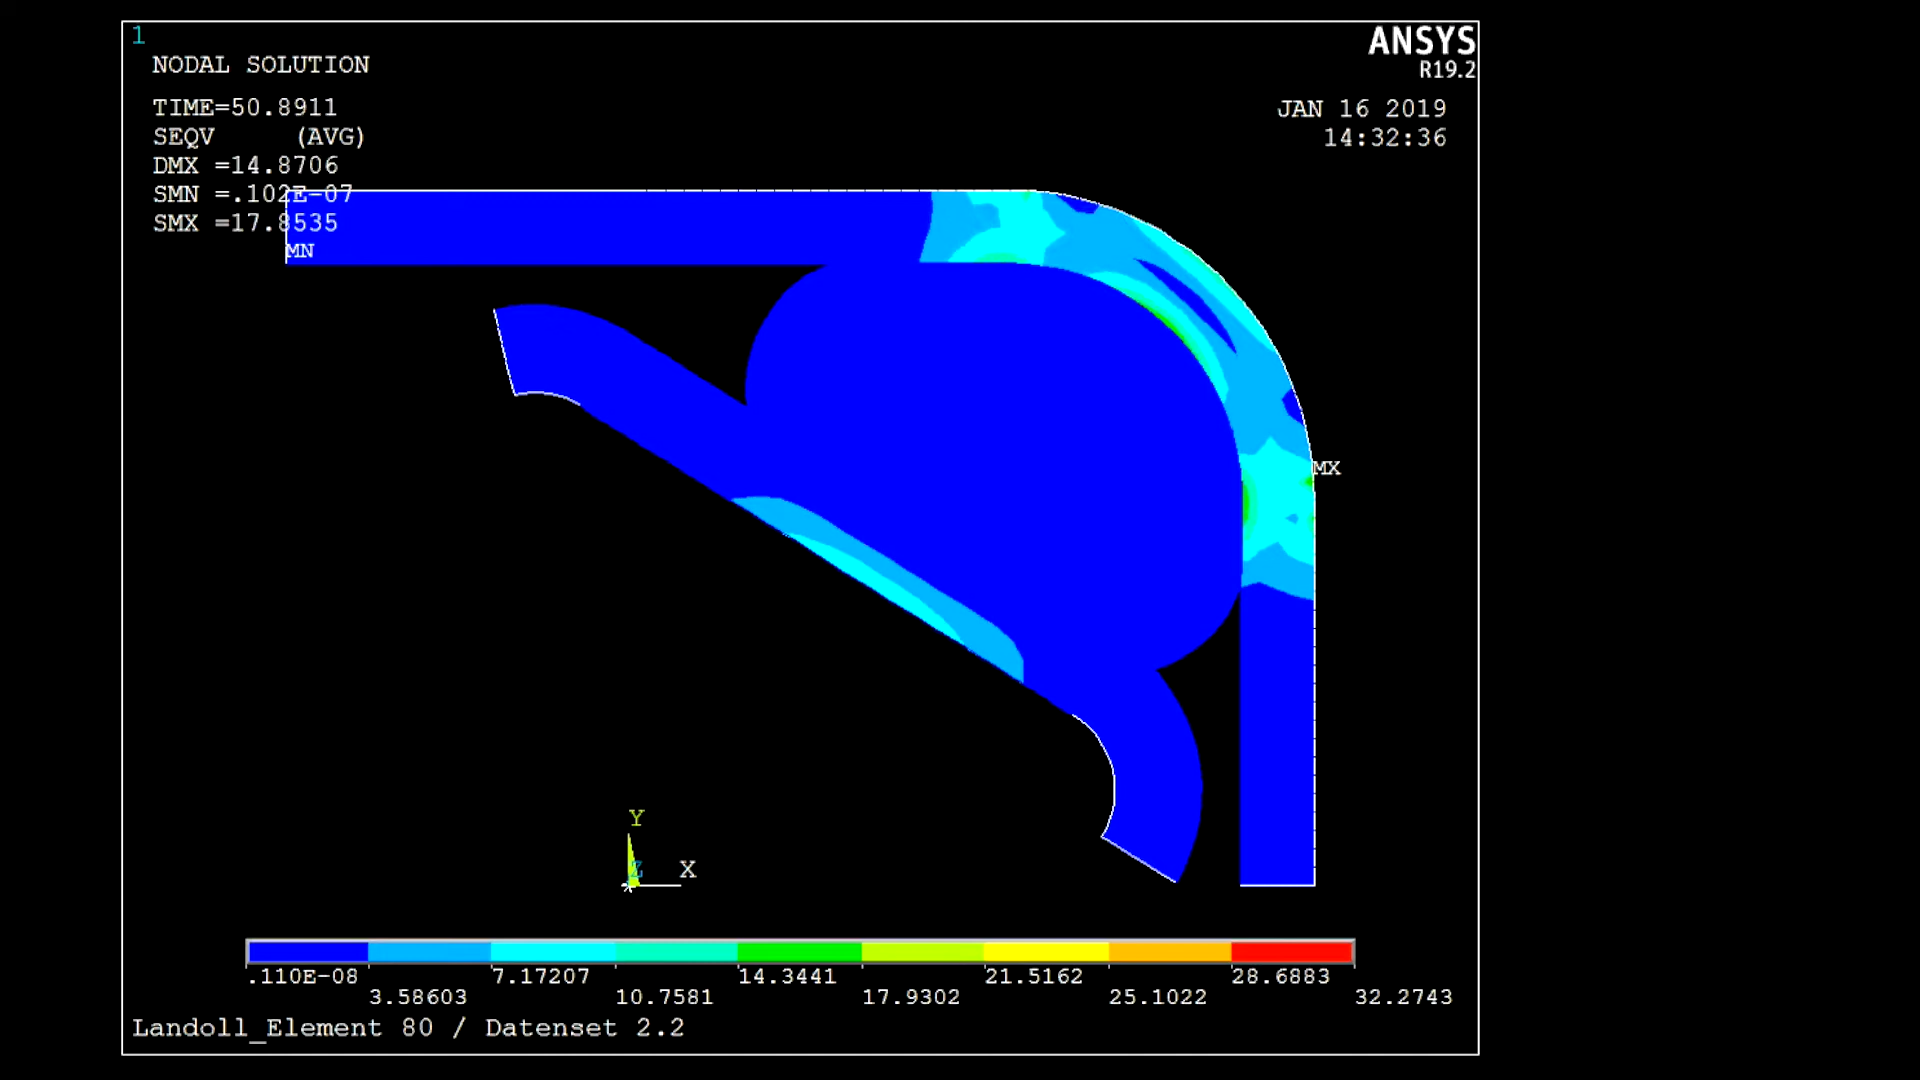 1
ANSYS
R19.2
NODAL SOLUTION
JAN 16 2019
14:32:36
TIME=50.8911
SEQV (AVG)
DMX =14.8706
SMN =.102E-07
SMX =17.8535
MN
MX
Y
Z X
.110E-08 7.17207 14.3441 21.5162 28.6883
3.58603 10.7581 17.9302 25.1022 32.2743
Landoll_Element 80 / Datenset 2.2